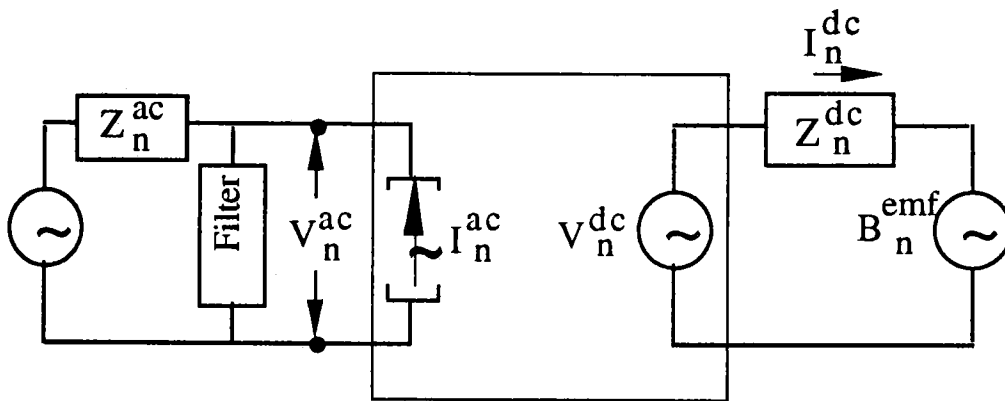 Z_n^ac
Filter
V_n^ac
~ I_n^ac
~
V_n^dc ~
I_n^dc
Z_n^dc
B_n^emf ~